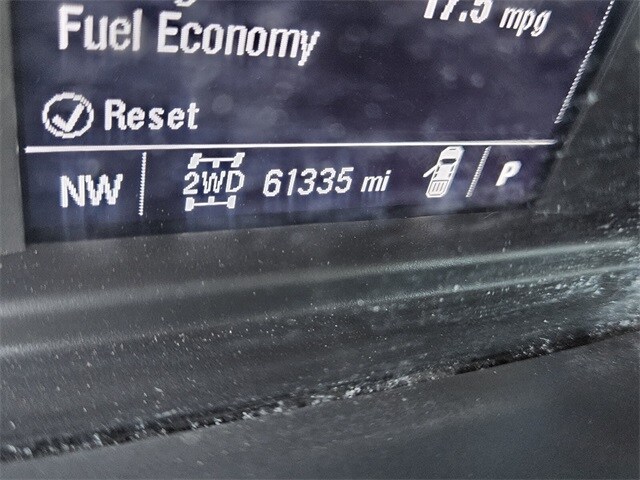 17.5 mpg
Fuel Economy
Reset
NW 2WD 61335 mi P